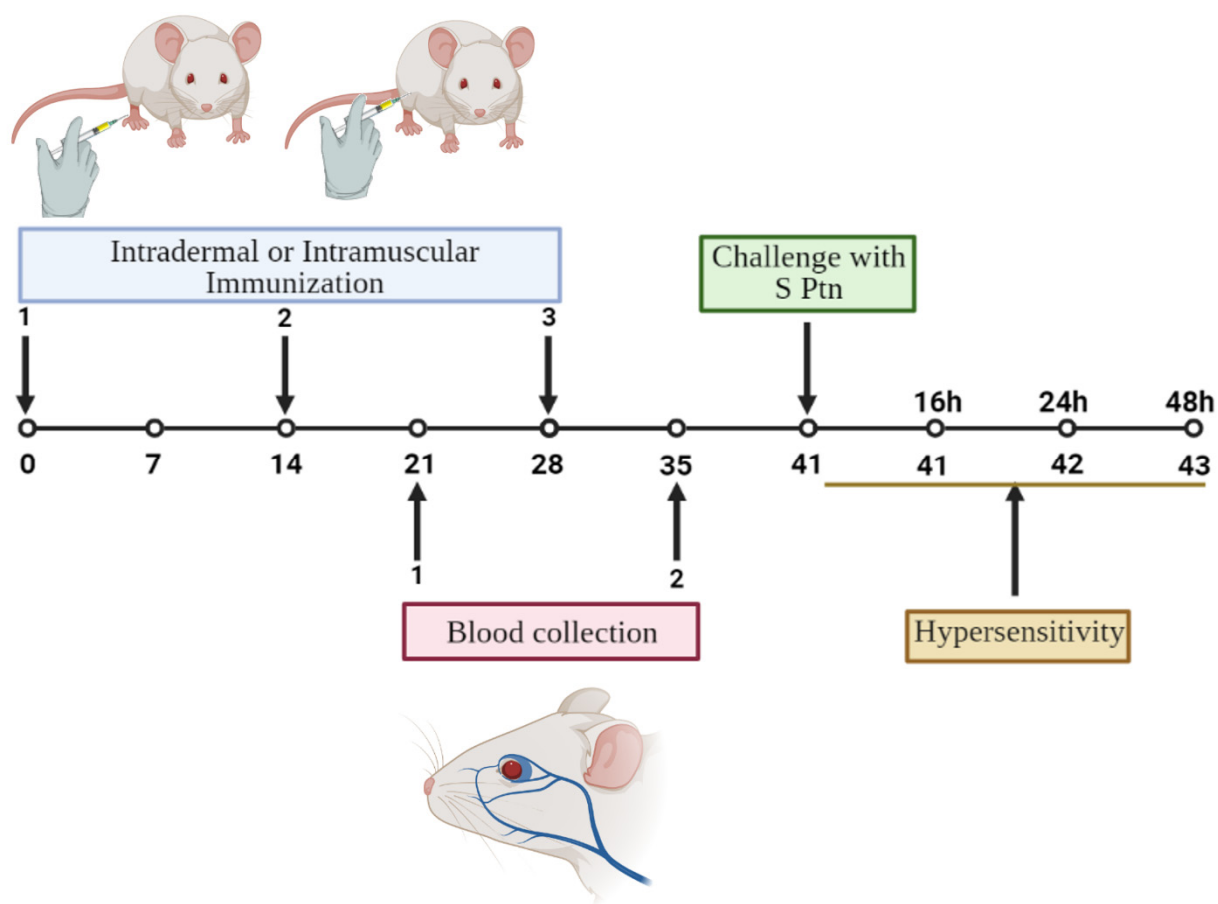 Intradermal or Intramuscular
Immunization
Challenge with
S Ptn
1 2 3
16h 24h 48h
0 7 14 21 28 35 41 41 42 43
1 2
Blood collection
Hypersensitivity